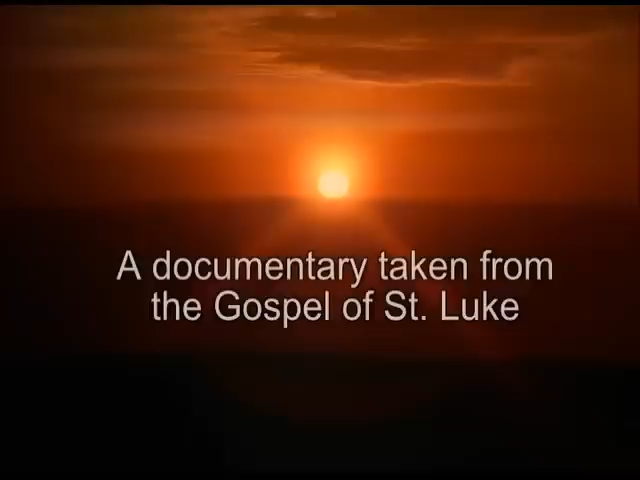 A documentary taken from
the Gospel of St. Luke